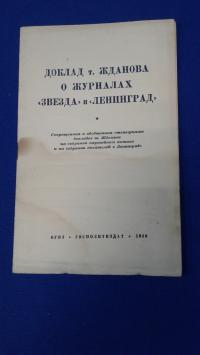 ДОКЛАД т. ЖДАНОВА
О ЖУРНАЛАХ
«ЗВЕЗДА» и «ЛЕНИНГРАД»
Сокращенная и обобщенная стенограмма
докладов т. Жданова
на собрании партийного актива
и на собрании писателей в Ленинграде
ОГИЗ • ГОСПОЛИТИЗДАТ •